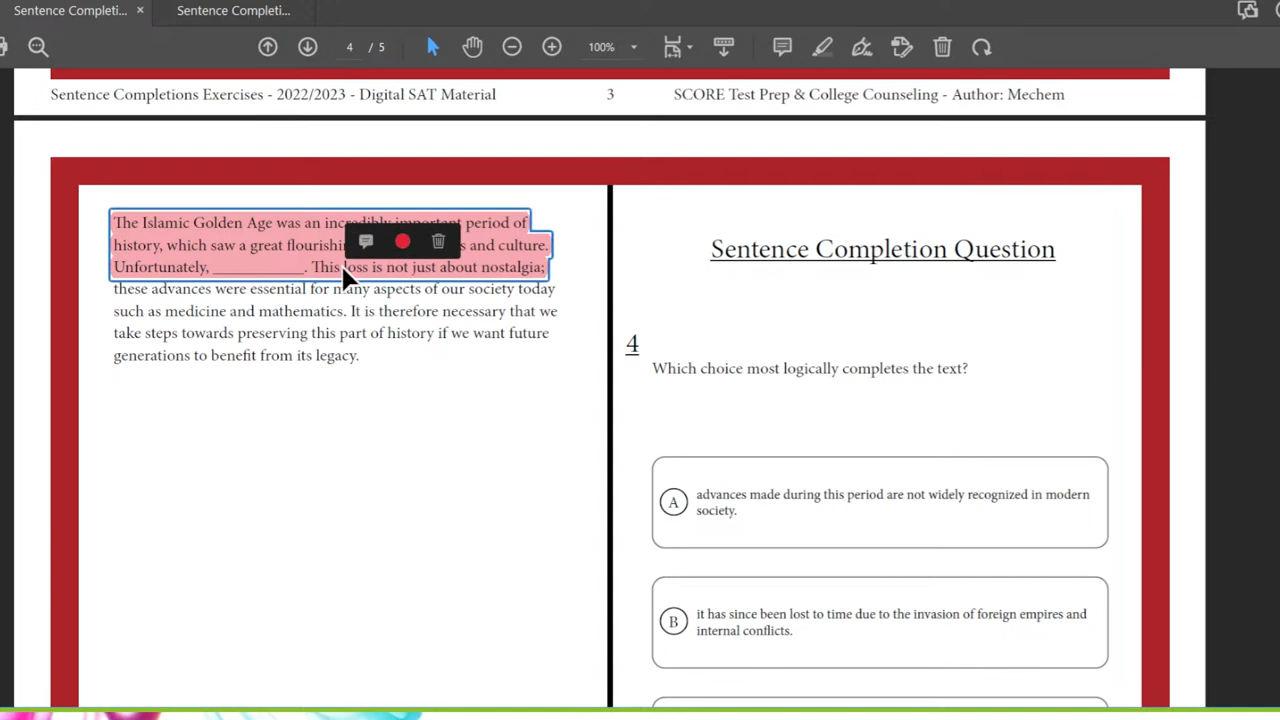 Sentence Completi... ×
Sentence Completi...
4 / 5
100%
Sentence Completions Exercises - 2022/2023 - Digital SAT Material
3
SCORE Test Prep & College Counseling - Author: Mechem
The Islamic Golden Age was an incredibly important period of
history, which saw a great flourishin s and culture.
Unfortunately, ____________. This loss is not just about nostalgia;
these advances were essential for many aspects of our society today
such as medicine and mathematics. It is therefore necessary that we
take steps towards preserving this part of history if we want future
generations to benefit from its legacy.
Sentence Completion Question
4
Which choice most logically completes the text?
A
advances made during this period are not widely recognized in modern
society.
B
it has since been lost to time due to the invasion of foreign empires and
internal conflicts.